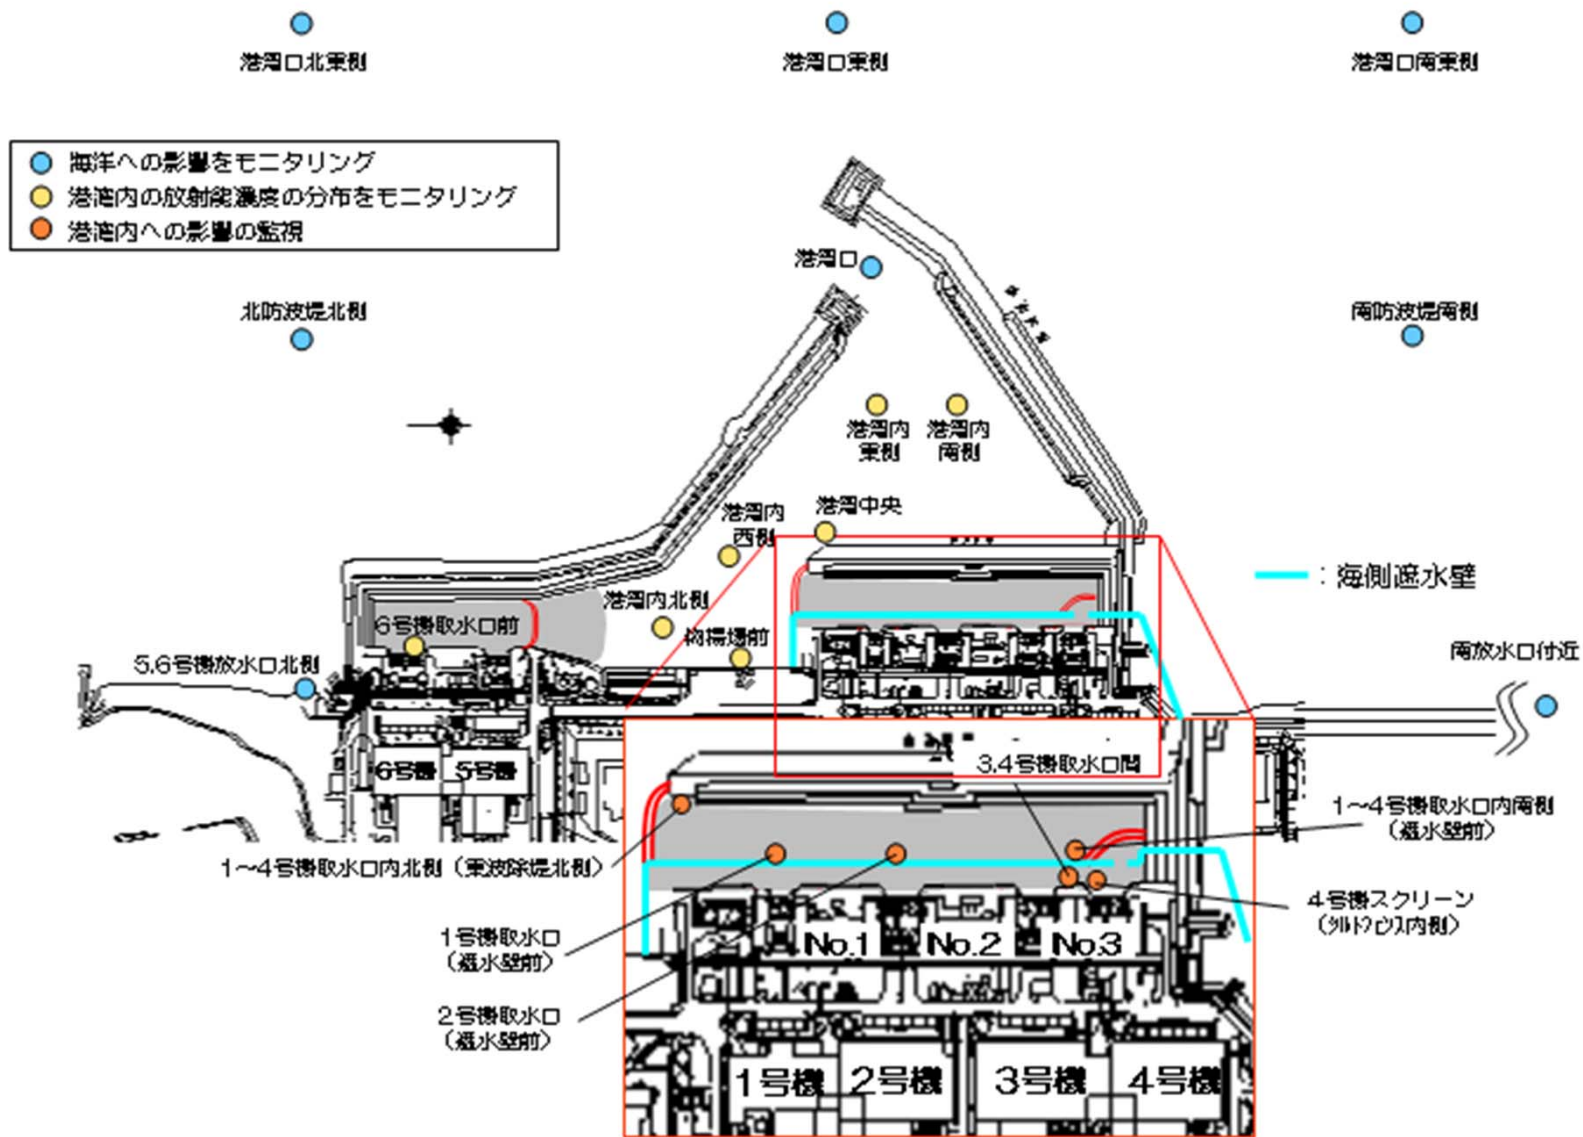 港湾口北東側
港湾口東側
港湾口南東側
海洋への影響をモニタリング
港湾内の放射能濃度の分布をモニタリング
港湾内への影響の監視
港湾口
北防波堤北側
南防波堤南側
港湾内
東側
港湾内
南側
港湾内
西側
港湾中央
：海側遮水壁
港湾内北側
6号機取水口前
物揚場前
5,6号機放水口北側
南放水口付近
6号機
5号機
3,4号機取水口間
1～4号機取水口内南側
（遮水壁前）
1～4号機取水口内北側（東波除堤北側）
4号機スクリーン
（ｼﾙﾄﾌｪﾝｽ内側）
1号機取水口
（遮水壁前）
No.1
No.2
No.3
2号機取水口
（遮水壁前）
1号機
2号機
3号機
4号機